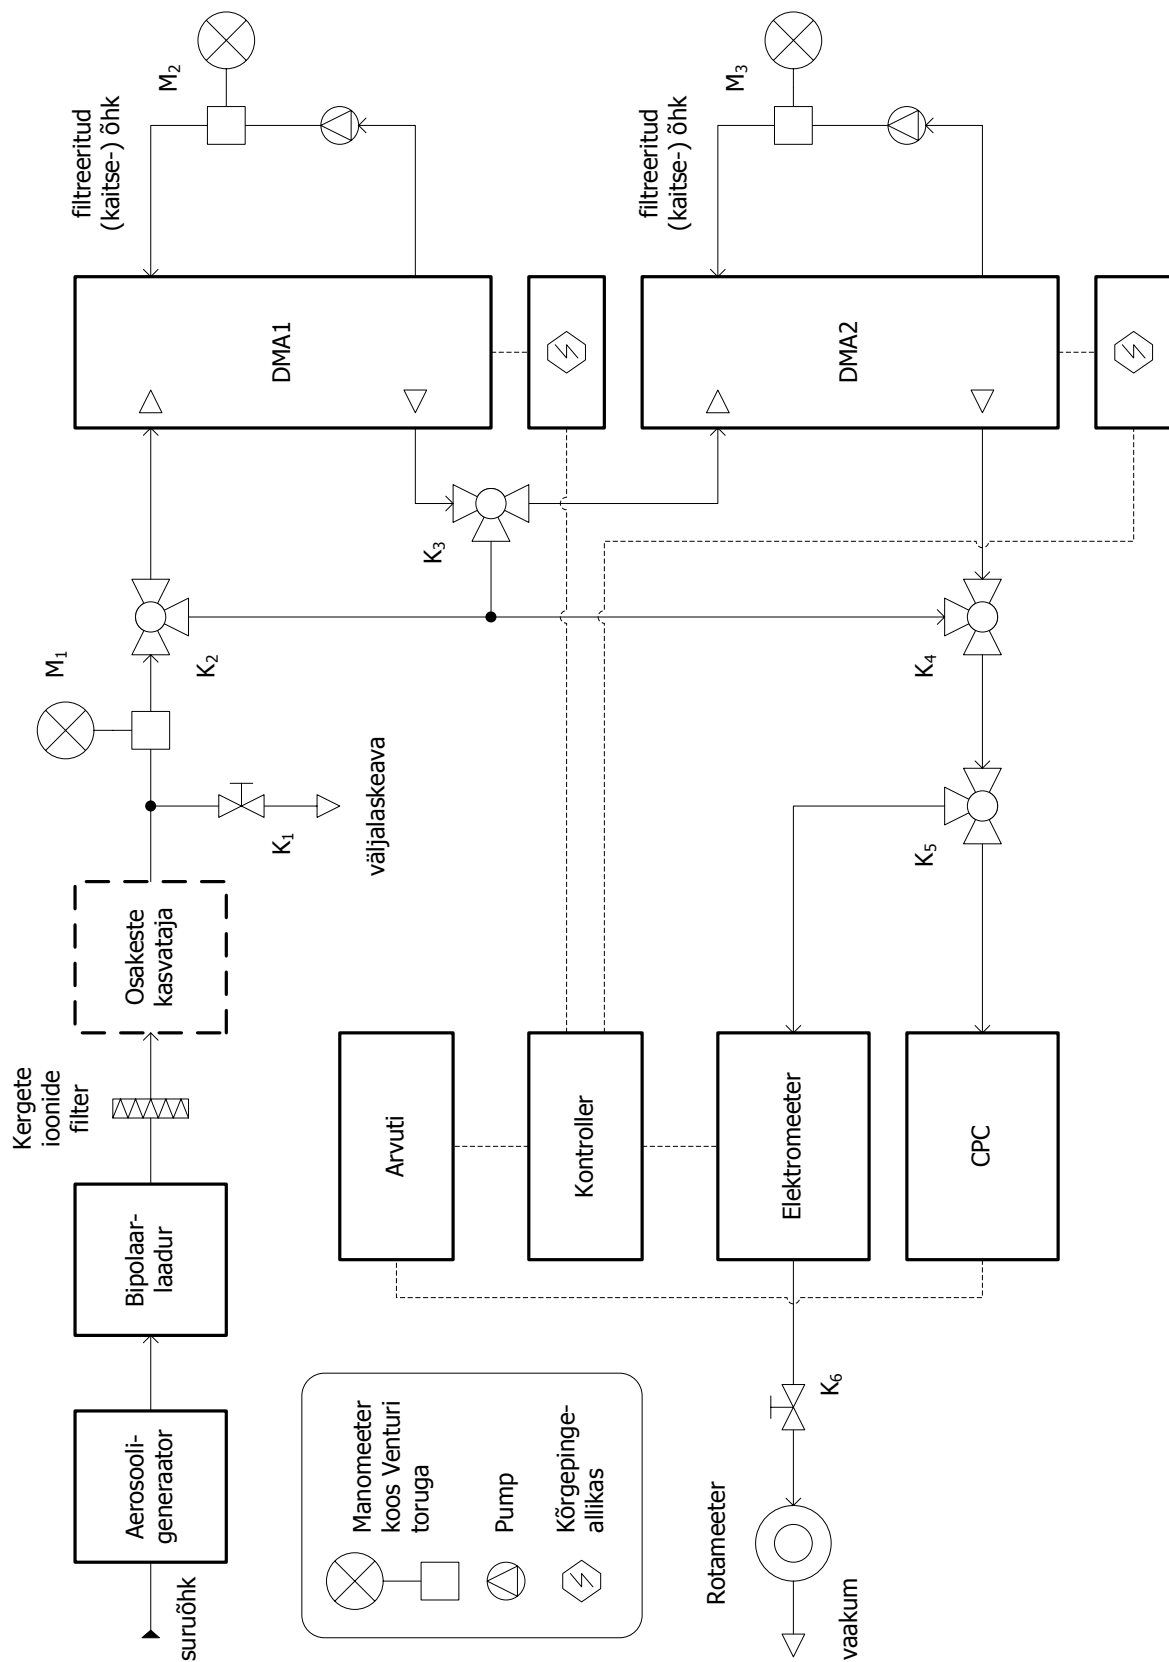 suruõhk
Aerosooli-
generaator
Bipolaar-
laadur
Kergete
ioonide
filter
Osakeste
kasvataja
K1
väljalaskeava
M1
K2
filtreeritud
(kaitse-) õhk
M2
DMA1
K3
filtreeritud
(kaitse-) õhk
M3
DMA2
K4
K5
Arvuti
Kontroller
Elektromeeter
CPC
K6
Rotameeter
vaakum
Manomeeter
koos Venturi
toruga
Pump
Kõrgepinge-
allikas